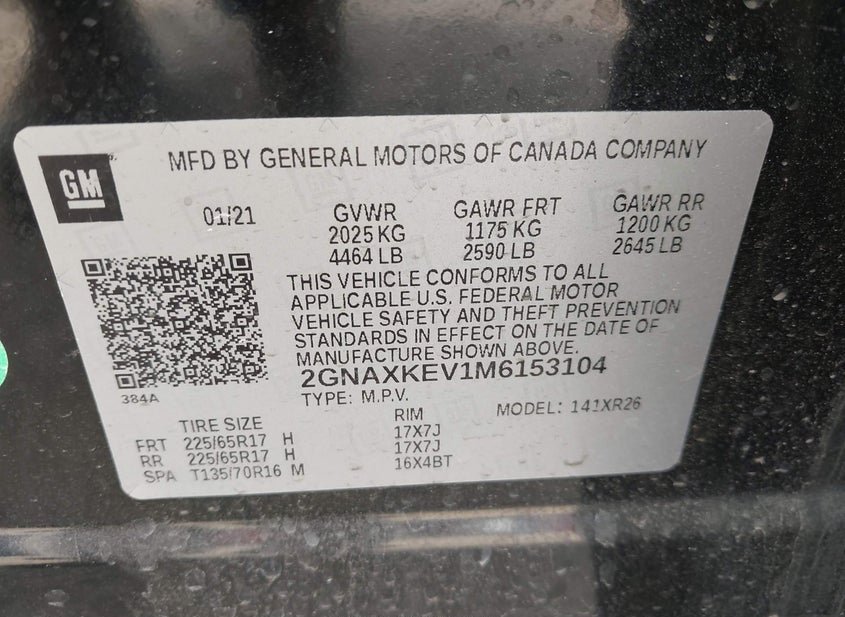 GM
MFD BY GENERAL MOTORS OF CANADA COMPANY
01/21 GVWR GAWR FRT GAWR RR
2025 KG 1175 KG 1200 KG
4464 LB 2590 LB 2645 LB
THIS VEHICLE CONFORMS TO ALL
APPLICABLE U.S. FEDERAL MOTOR
VEHICLE SAFETY AND THEFT PREVENTION
STANDARDS IN EFFECT ON THE DATE OF
MANUFACTURE SHOWN ABOVE.
2GNAXKEV1M6153104
384A
TYPE: M.P.V. MODEL: 141XR26
TIRE SIZE RIM
FRT 225/65R17 H 17X7J
RR 225/65R17 H 17X7J
SPA T135/70R16 M 16X4BT